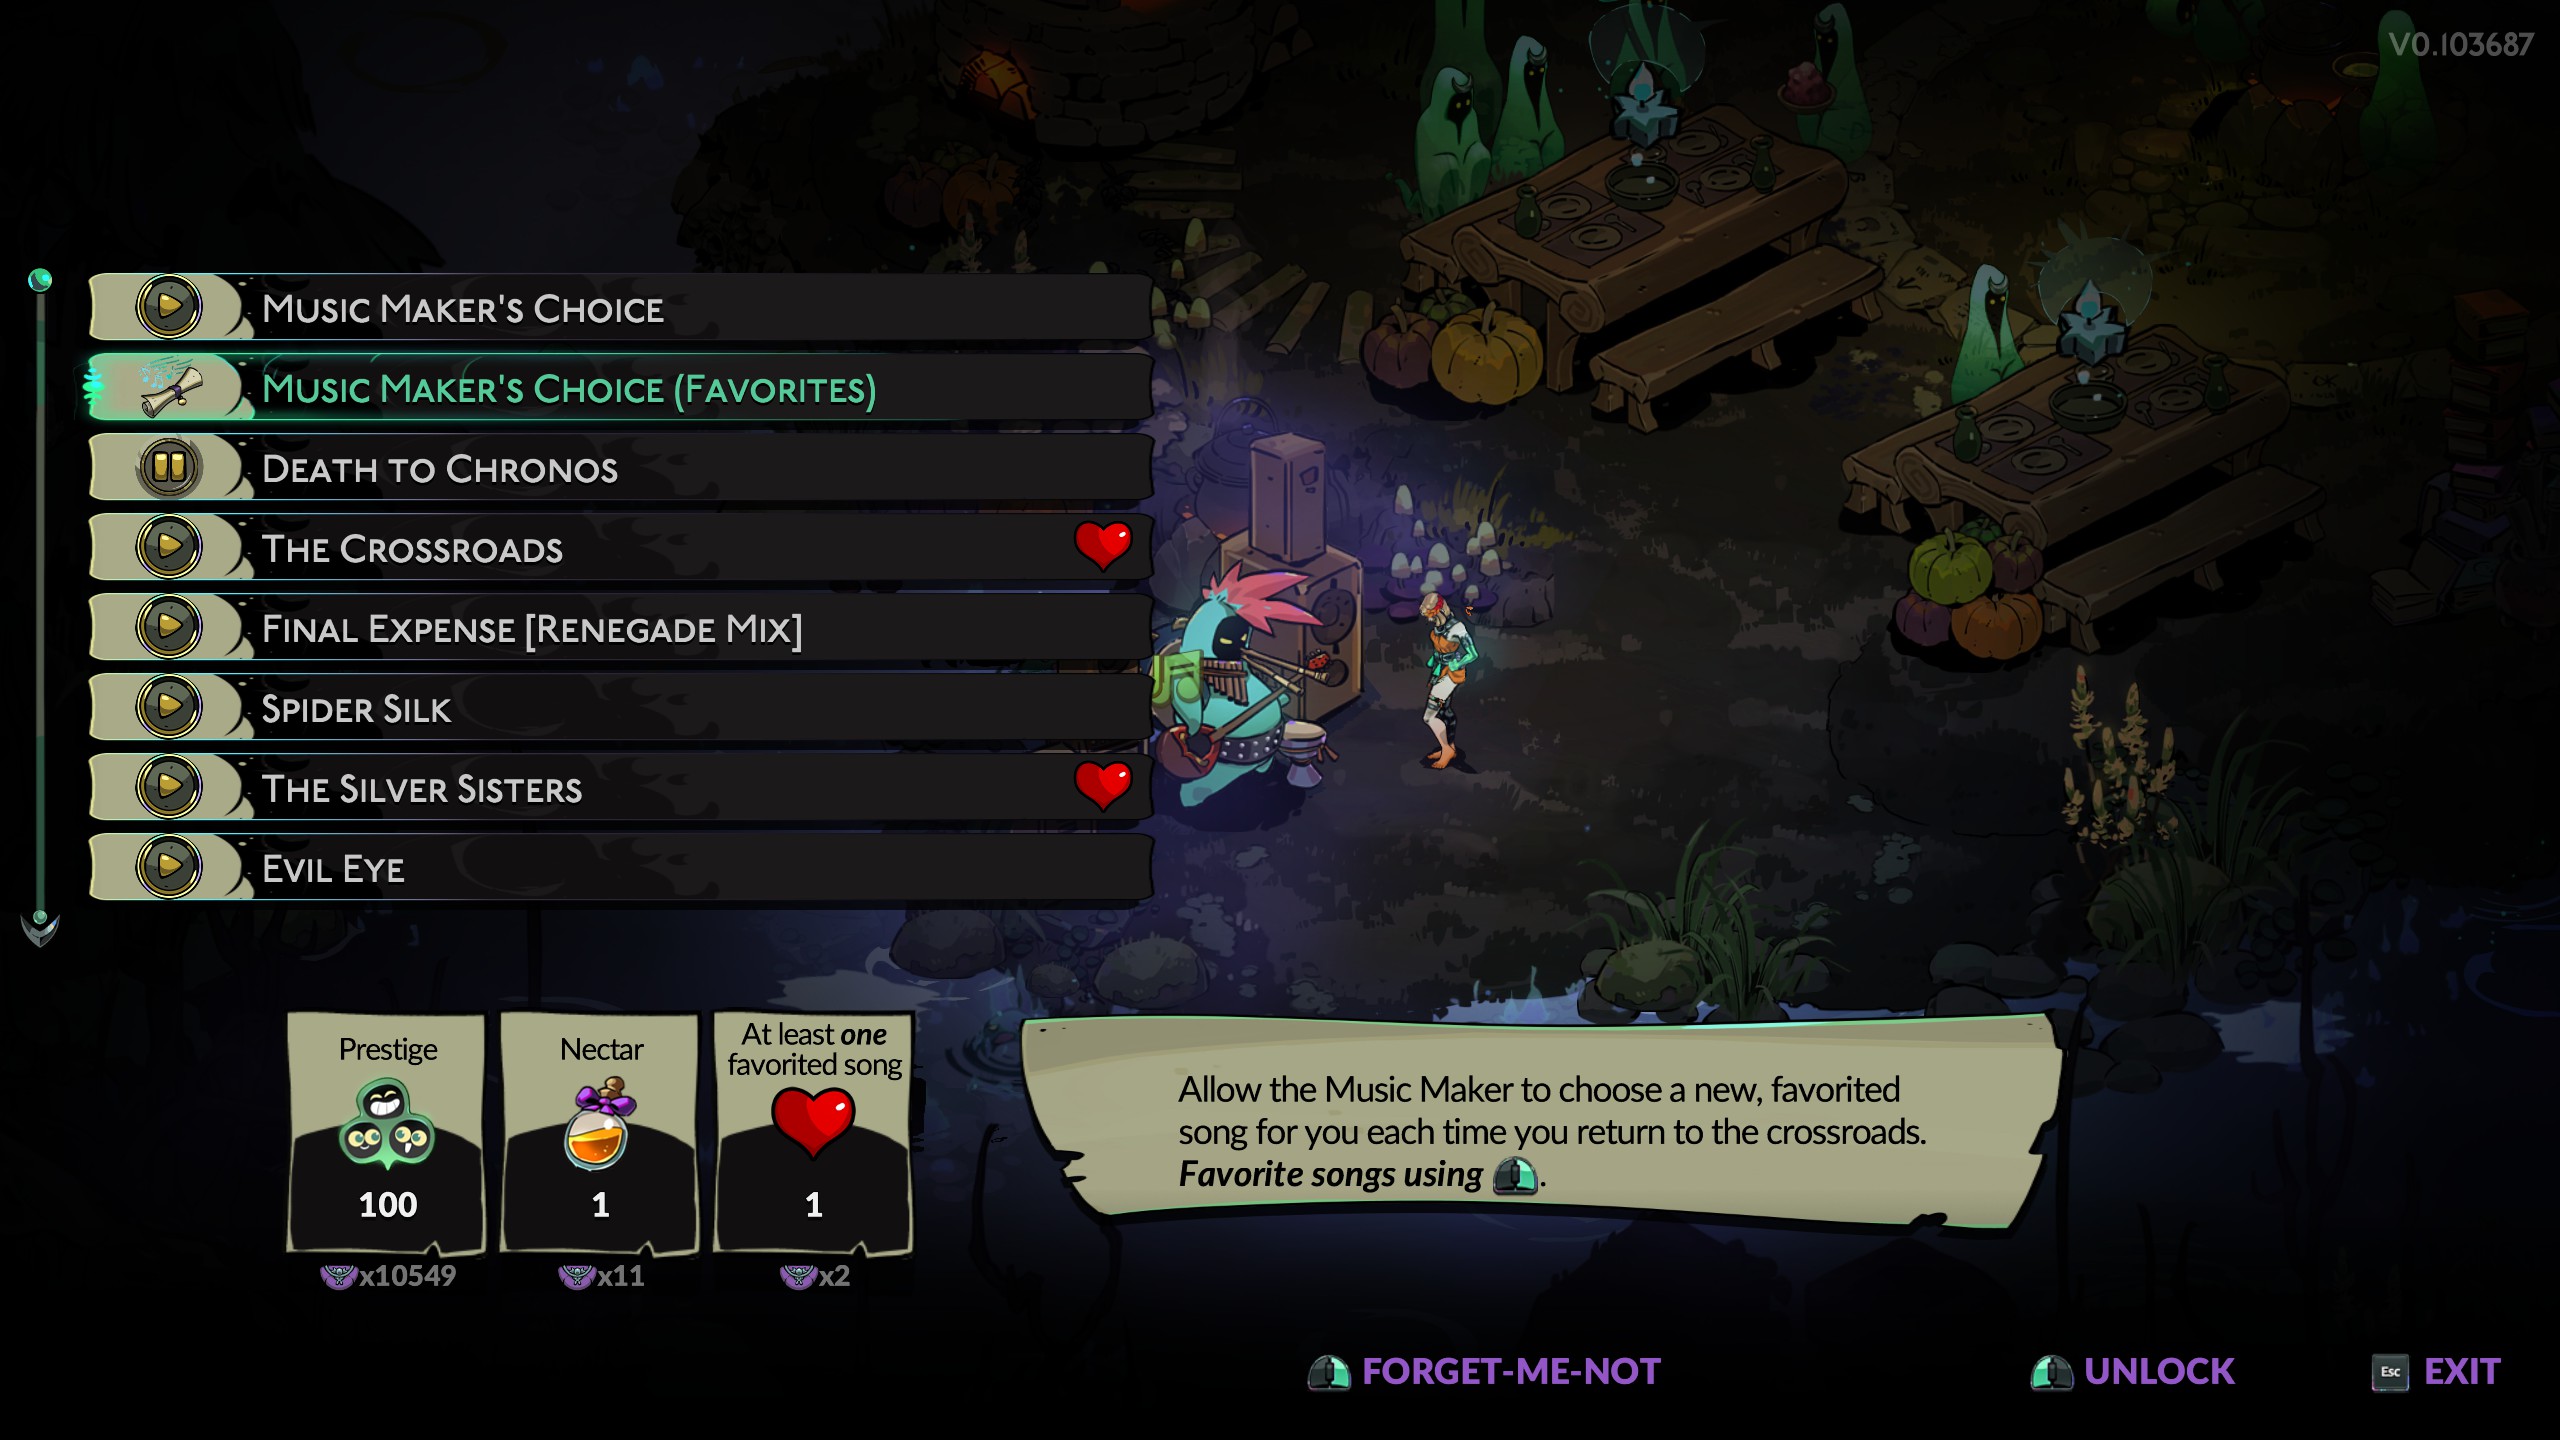 V0.103687
Music Maker's Choice
Music Maker's Choice (Favorites)
Death to Chronos
The Crossroads
Final Expense [Renegade Mix]
Spider Silk
The Silver Sisters
Evil Eye
Prestige
100
x10549
Nectar
1
x11
At least one
favorited song
1
x2
Allow the Music Maker to choose a new, favorited
song for you each time you return to the crossroads.
Favorite songs using .
FORGET-ME-NOT
UNLOCK
Esc EXIT